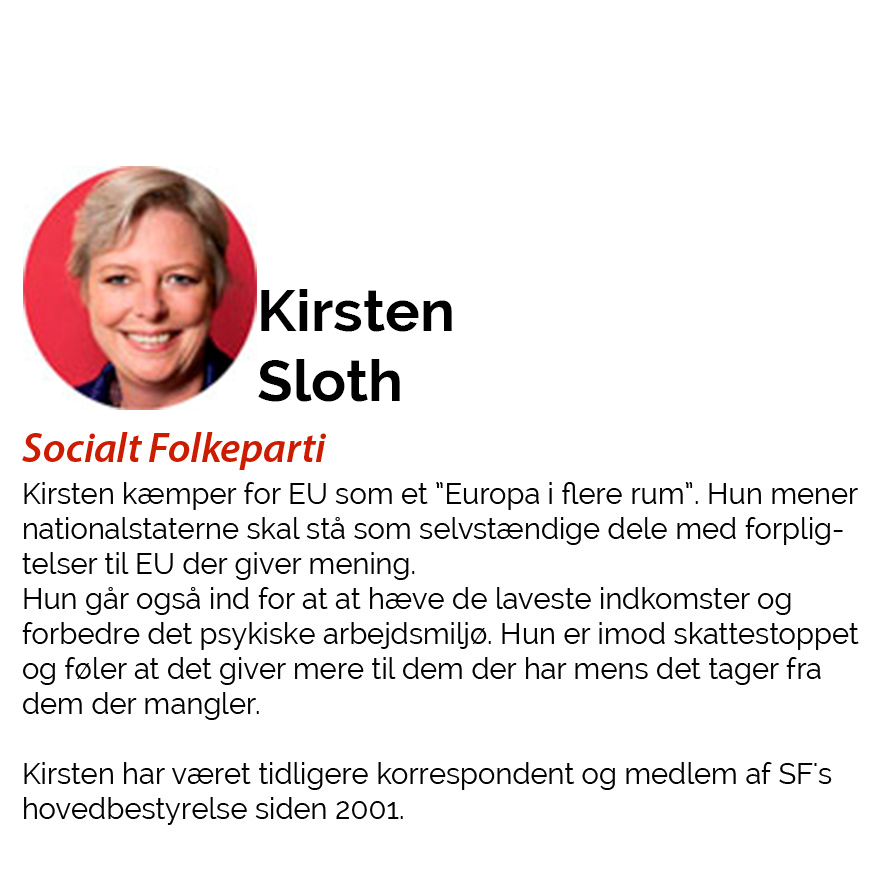 Kirsten
Sloth
Socialt Folkeparti
Kirsten kæmper for EU som et ”Europa i flere rum”. Hun mener
nationalstaterne skal stå som selvstændige dele med forplig-
telser til EU der giver mening.
Hun går også ind for at at hæve de laveste indkomster og
forbedre det psykiske arbejdsmiljø. Hun er imod skattestoppet
og føler at det giver mere til dem der har mens det tager fra
dem der mangler.
Kirsten har været tidligere korrespondent og medlem af SF's
hovedbestyrelse siden 2001.